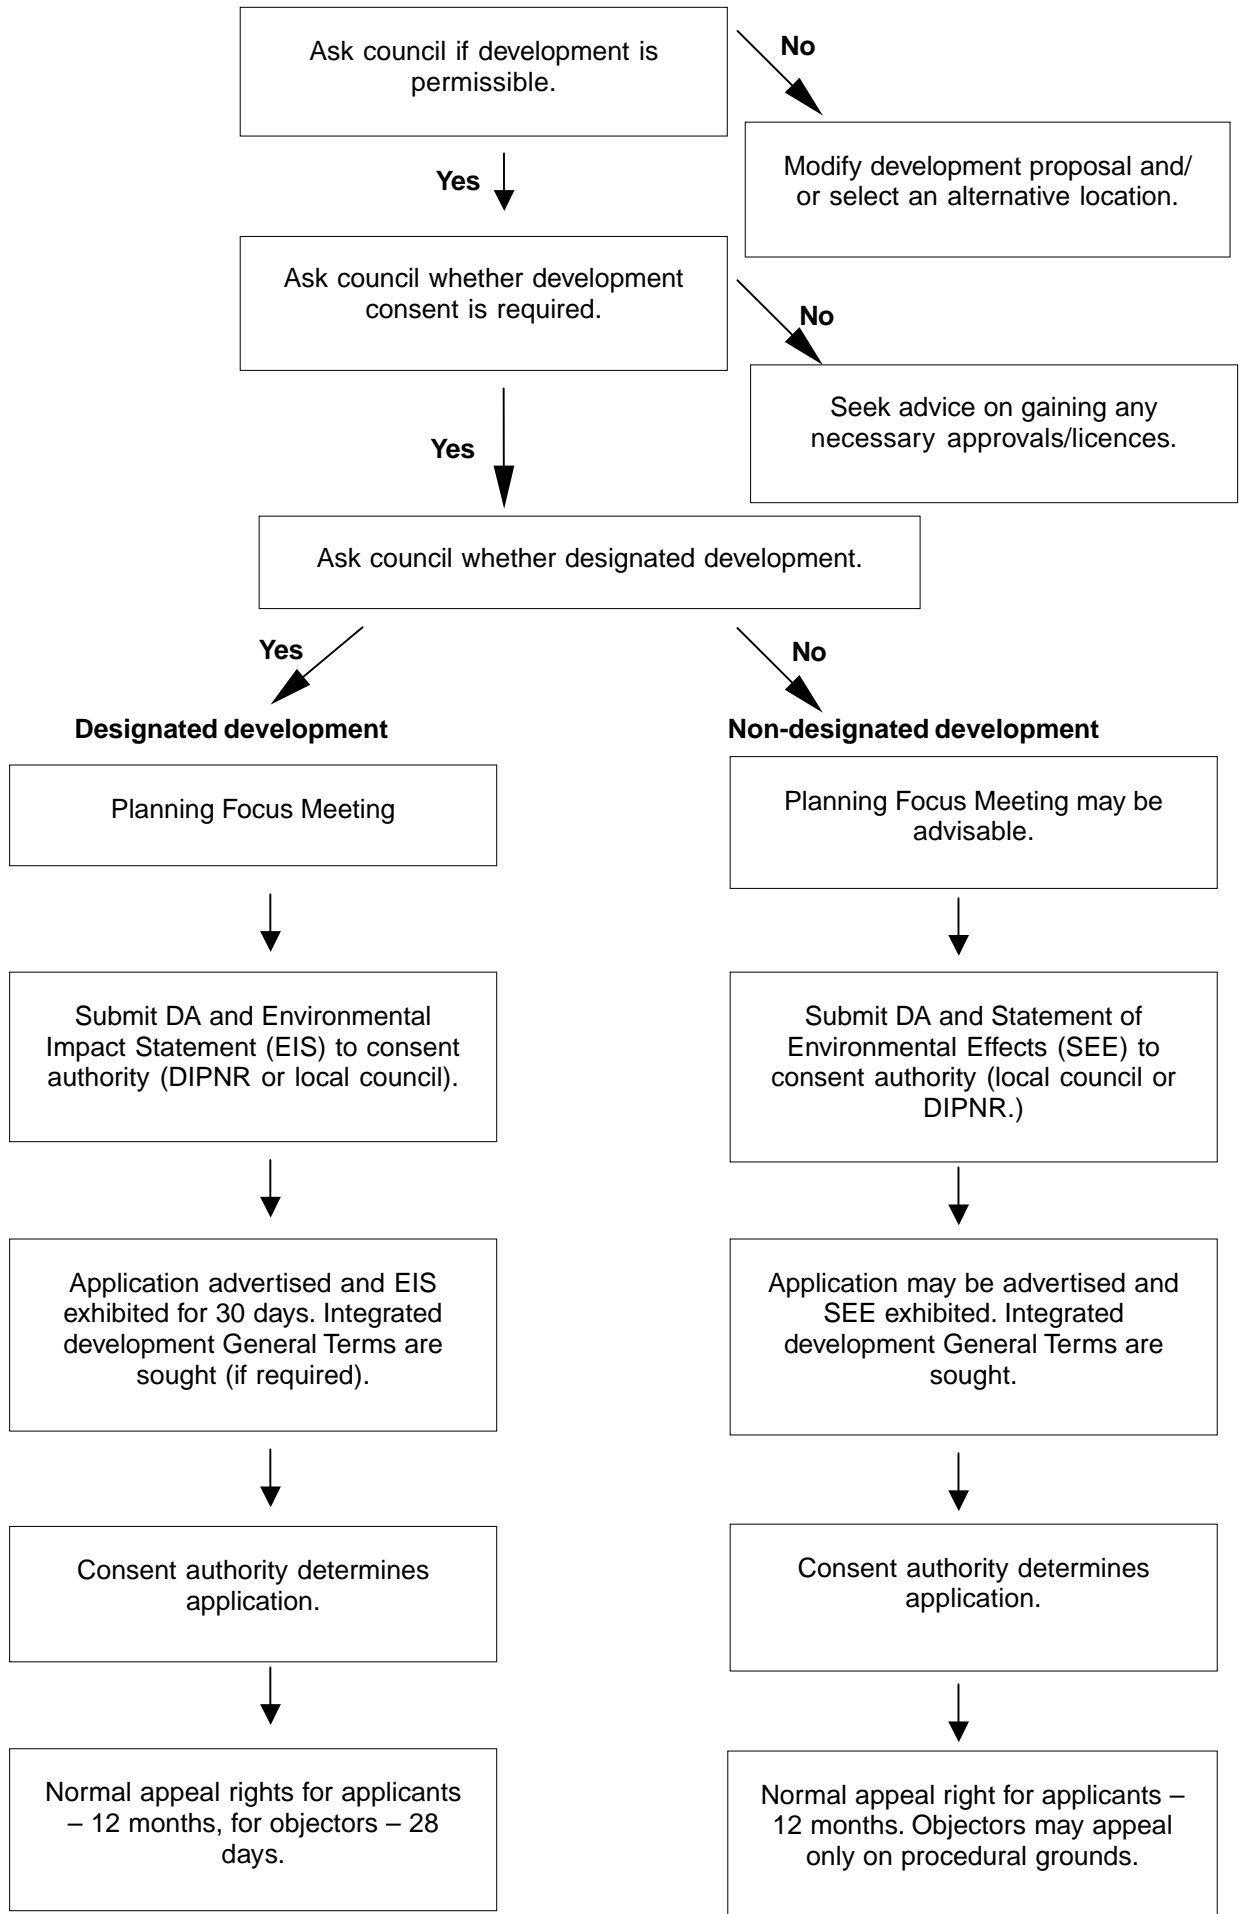 Ask council if development is
permissible.
No
Modify development proposal and/
or select an alternative location.
Yes
Ask council whether development
consent is required.
No
Seek advice on gaining any
necessary approvals/licences.
Yes
Ask council whether designated development.
Yes
No
Designated development
Planning Focus Meeting
Submit DA and Environmental
Impact Statement (EIS) to consent
authority (DIPNR or local council).
Application advertised and EIS
exhibited for 30 days. Integrated
development General Terms are
sought (if required).
Consent authority determines
application.
Normal appeal rights for applicants
– 12 months, for objectors – 28
days.
Non-designated development
Planning Focus Meeting may be
advisable.
Submit DA and Statement of
Environmental Effects (SEE) to
consent authority (local council or
DIPNR.)
Application may be advertised and
SEE exhibited. Integrated
development General Terms are
sought.
Consent authority determines
application.
Normal appeal right for applicants –
12 months. Objectors may appeal
only on procedural grounds.